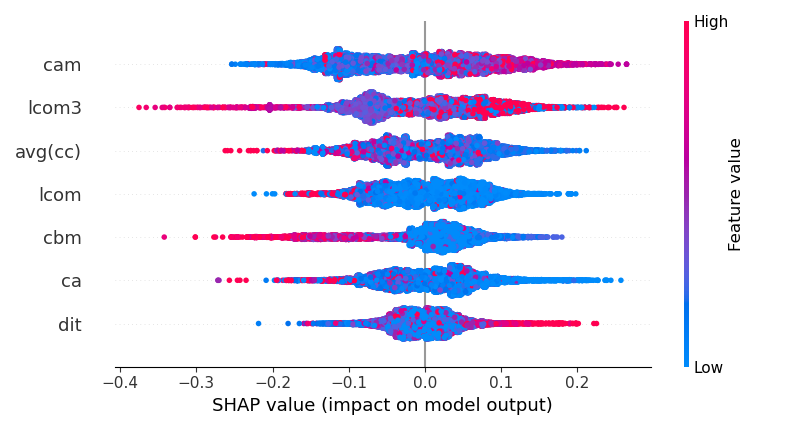 High
cam
lcom3
avg(cc)
lcom
cbm
ca
dit
Feature value
Low
−0.4 −0.3 −0.2 −0.1 0.0 0.1 0.2
SHAP value (impact on model output)